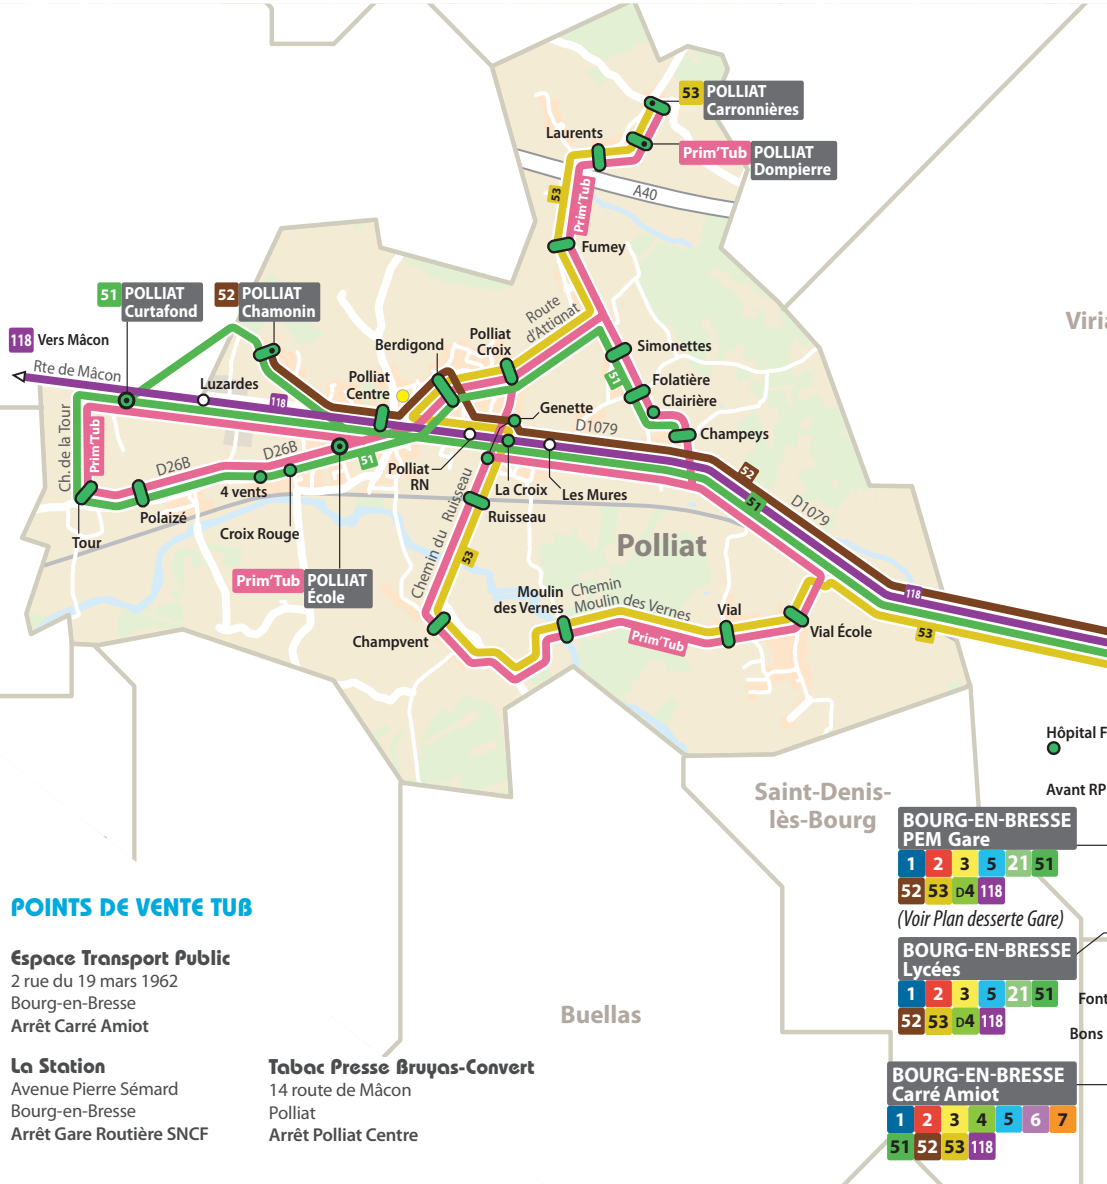 53 POLLIAT
Carronnières
Laurents
Prim'Tub POLLIAT
Dompierre
53
Prim'Tub
A40
Fumey
51 POLLIAT
Curtafond
52 POLLIAT
Chamonin
Route
d'Attignat
118 Vers Mâcon
Rte de Mâcon
Berdigond
Polliat
Croix
Simonettes
Luzardes
118
Polliat
Centre
51
Folatière
Clairière
Genette
D1079
Champeys
Ch. de la Tour
Prim'Tub
D26B
D26B
51
Polliat
RN
La Croix
Les Mures
52
51
D1079
4 vents
Polaizé
Croix Rouge
Tour
Chemin du Ruisseau
Ruisseau
53
Polliat
Prim'Tub POLLIAT
École
Moulin
des Vernes
Chemin
Moulin des Vernes
Vial
118
Champvent
Prim'Tub
Vial École
53
Viria
Hôpital F
Avant RP
Saint-Denis-
lès-Bourg
BOURG-EN-BRESSE
PEM Gare
1 2 3 5 21 51
52 53 D4 118
(Voir Plan desserte Gare)
BOURG-EN-BRESSE
Lycées
1 2 3 5 21 51
52 53 D4 118
Font
Bons
BOURG-EN-BRESSE
Carré Amiot
1 2 3 4 5 6 7
51 52 53 118
Buellas
POINTS DE VENTE TUB
Espace Transport Public
2 rue du 19 mars 1962
Bourg-en-Bresse
Arrêt Carré Amiot
La Station
Avenue Pierre Sémard
Bourg-en-Bresse
Arrêt Gare Routière SNCF
Tabac Presse Bruyas-Convert
14 route de Mâcon
Polliat
Arrêt Polliat Centre